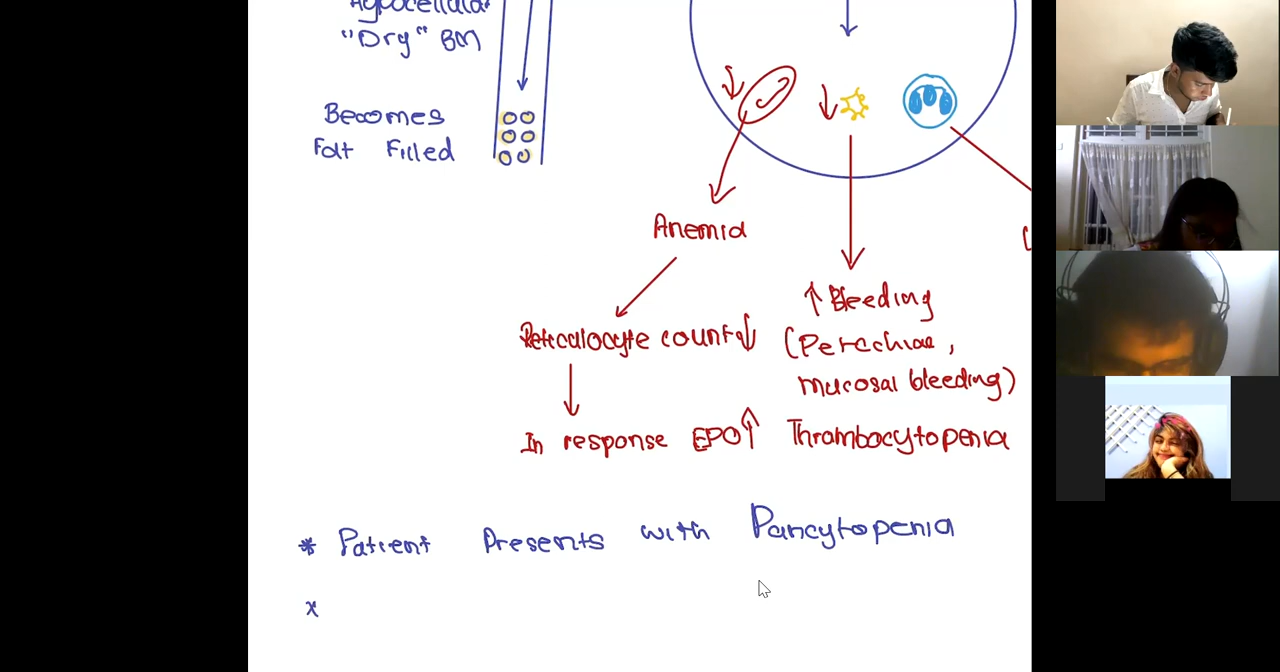 Hypocellular
"Dry" BM
Becomes
Fat Filled
Anemia
Reticulocyte count ↓
In response EPO ↑
↑ Bleeding
(Petechiae,
mucosal bleeding)
Thrombocytopenia
* Patient Presents with Pancytopenia
x